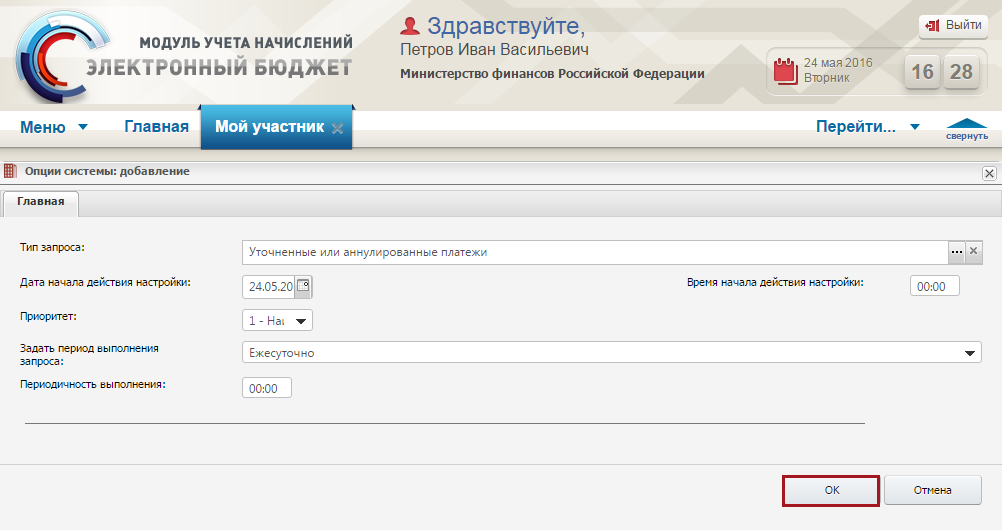 Здравствуйте,
Выйти
МОДУЛЬ УЧЕТА НАЧИСЛЕНИЙ
ЭЛЕКТРОННЫЙ БЮДЖЕТ
Петров Иван Васильевич
Министерство финансов Российской Федерации
24 мая 2016
Вторник
16 28
Меню Главная Мой участник Перейти... свернуть
Опции системы: добавление
Главная
Тип запроса: Уточненные или аннулированные платежи ...
Дата начала действия настройки: 24.05.20 Время начала действия настройки: 00:00
Приоритет: 1 - Наи
Задать период выполнения
запроса: Ежесуточно
Периодичность выполнения: 00:00
ОК Отмена